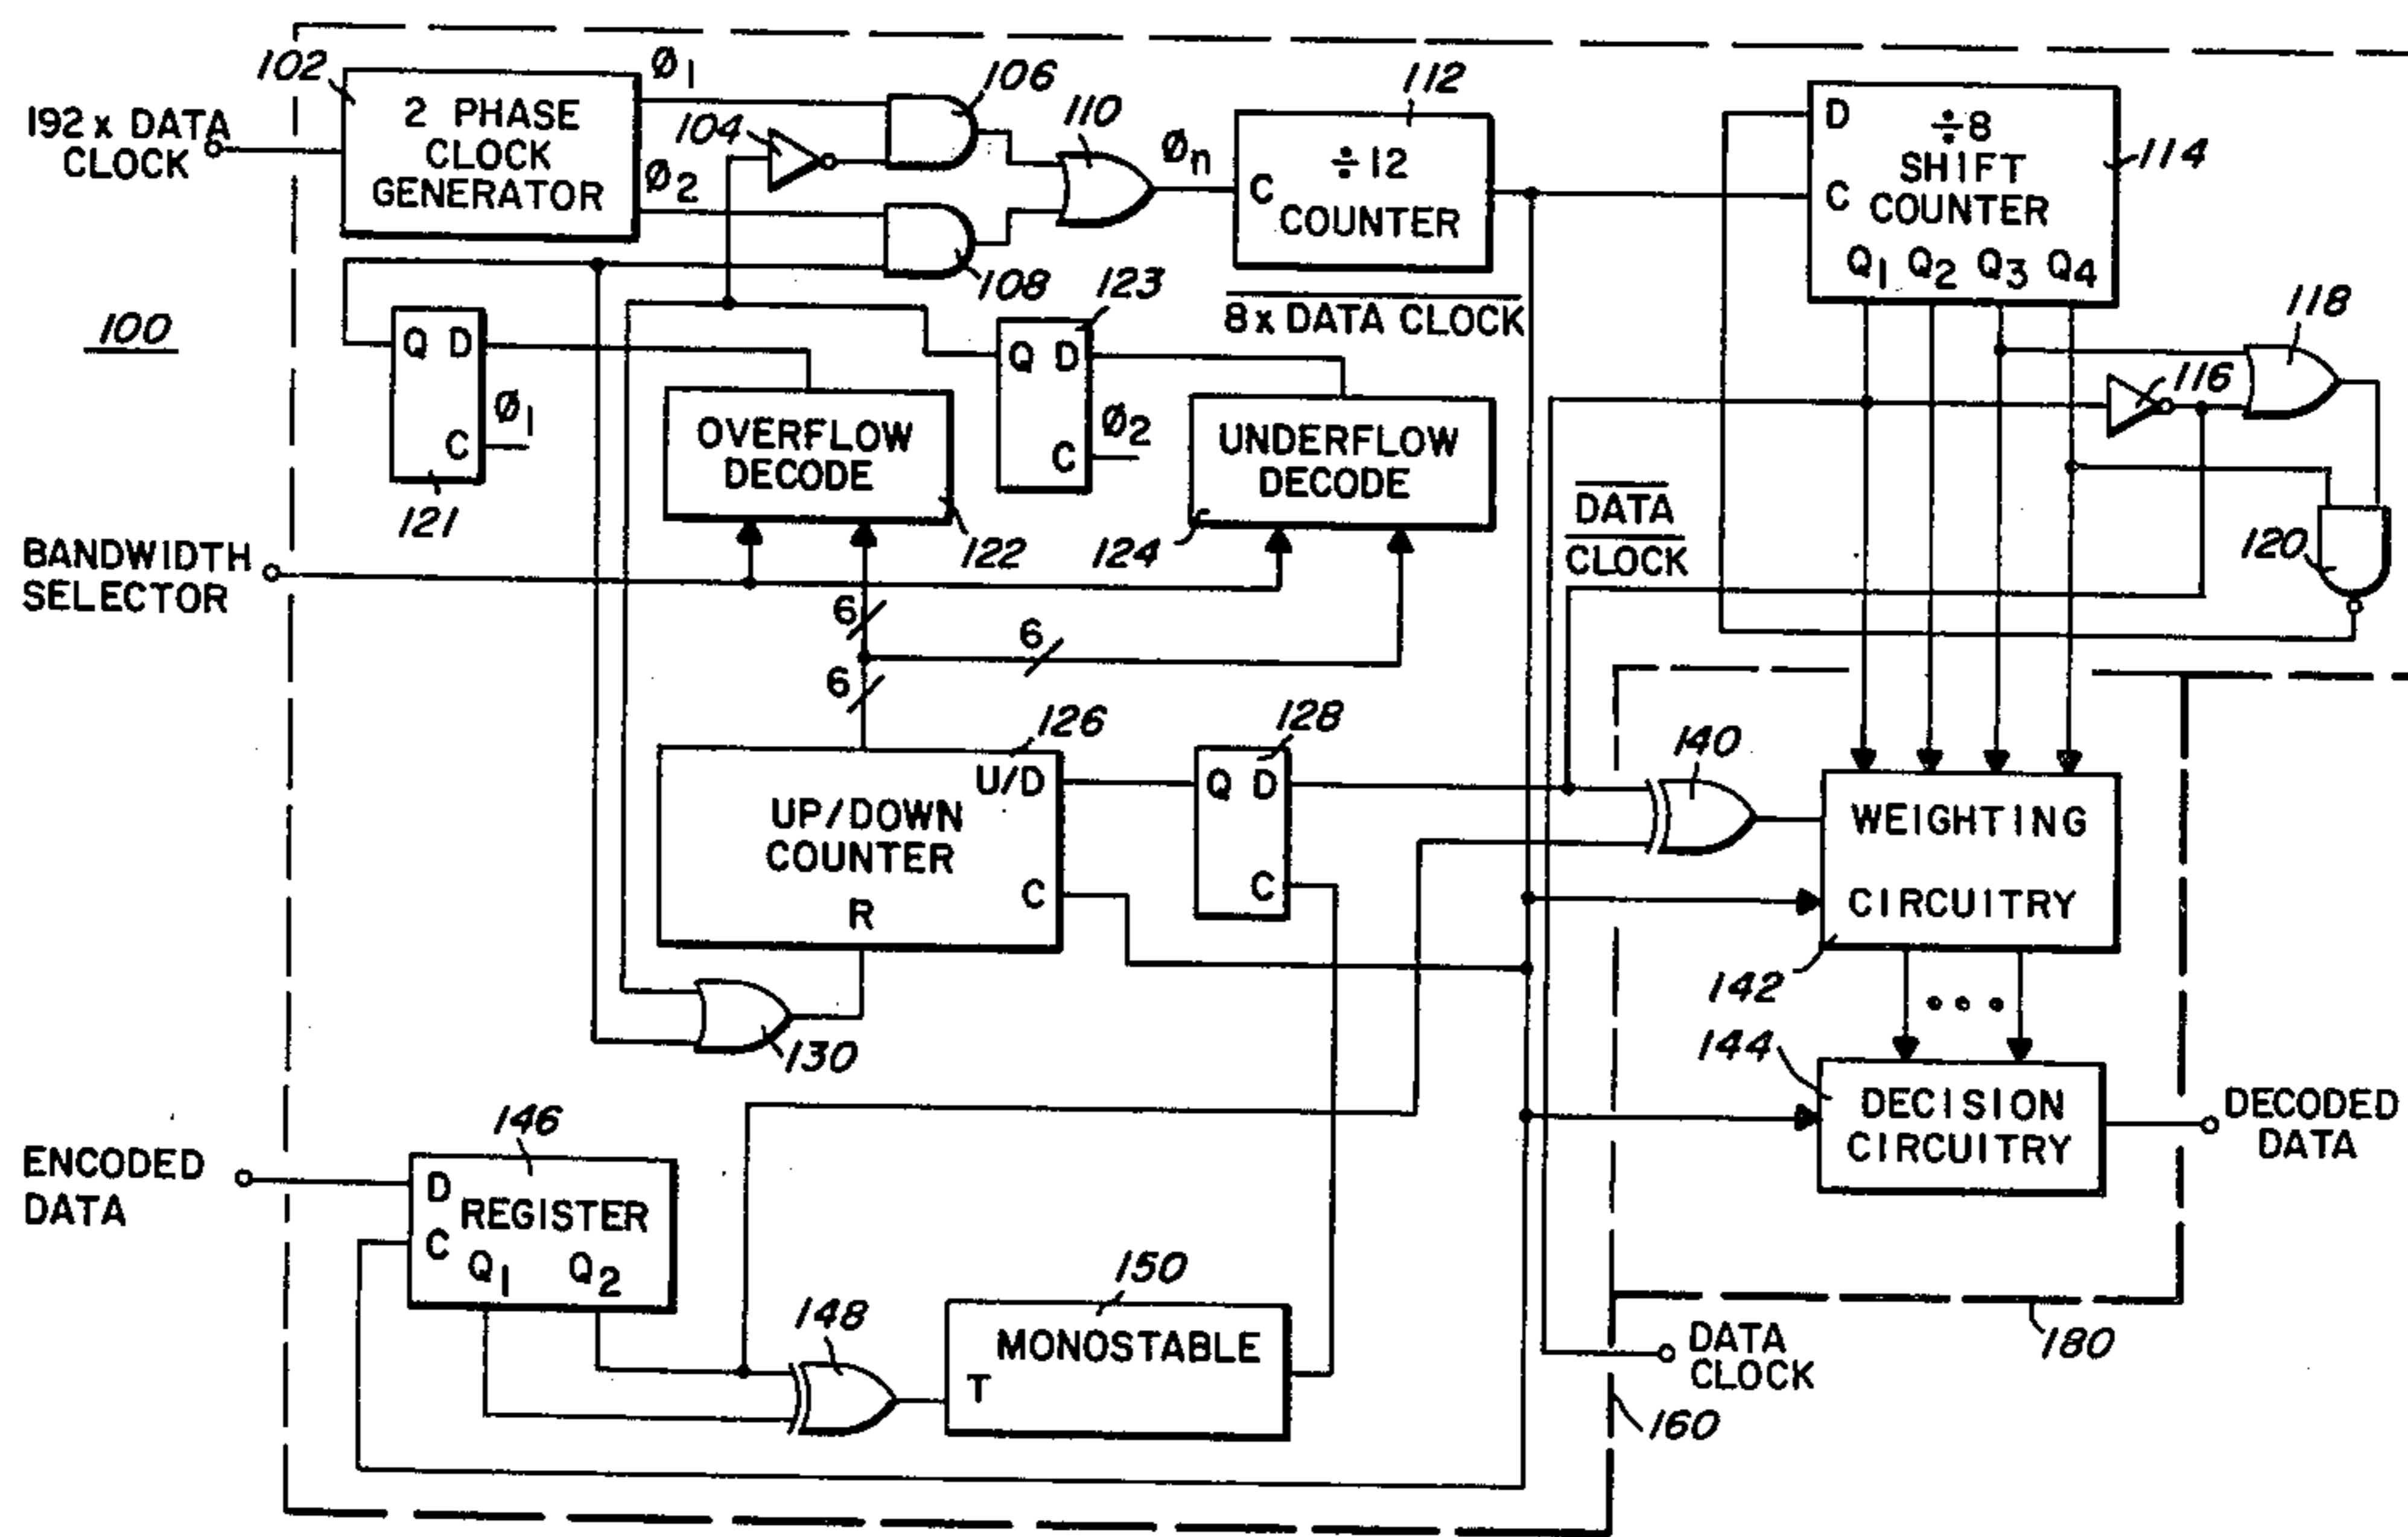 102
Ø1
106
112
192 x DATA
CLOCK
2 PHASE
CLOCK
GENERATOR
104
110
Øn
÷12
C
COUNTER
D
÷8
SHIFT
C COUNTER
Q1 Q2 Q3 Q4
114
Ø2
108
123
8 x DATA CLOCK
118
100
Q D
C
Ø1
121
Q D
C
Ø2
116
OVERFLOW
DECODE
122
UNDERFLOW
DECODE
124
DATA
CLOCK
120
BANDWIDTH
SELECTOR
6
6
6
126
128
140
U/D
UP/DOWN
COUNTER
R
C
Q D
C
WEIGHTING
CIRCUITRY
142
130
144
DECISION
CIRCUITRY
DECODED
DATA
ENCODED
DATA
146
D
REGISTER
C
Q1 Q2
148
150
MONOSTABLE
T
DATA
CLOCK
180
160